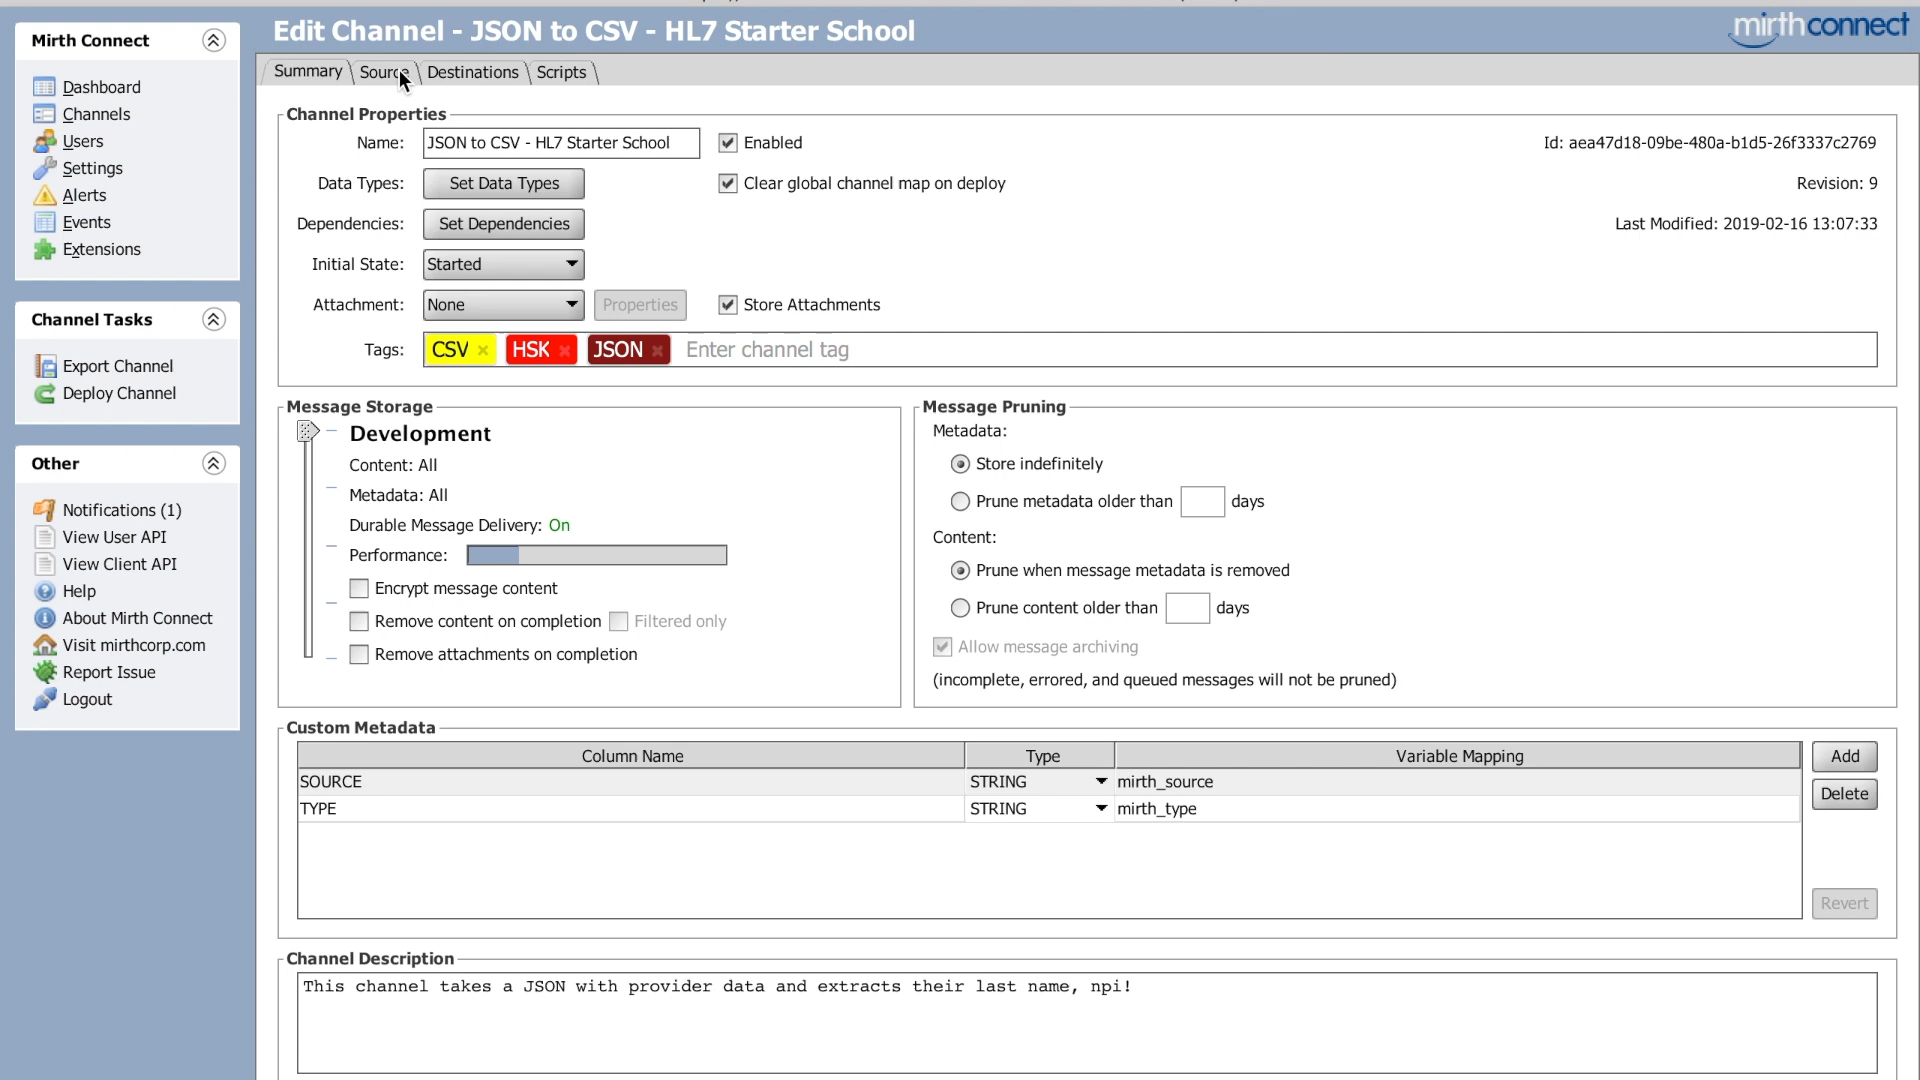 Mirth Connect
Dashboard
Channels
Users
Settings
Alerts
Events
Extensions
Channel Tasks
Export Channel
Deploy Channel
Other
Notifications (1)
View User API
View Client API
Help
About Mirth Connect
Visit mirthcorp.com
Report Issue
Logout
Edit Channel - JSON to CSV - HL7 Starter School
mirthconnect
Summary Source Destinations Scripts
Channel Properties
Name: JSON to CSV - HL7 Starter School Enabled Id: aea47d18-09be-480a-b1d5-26f3337c2769
Data Types: Set Data Types Clear global channel map on deploy Revision: 9
Dependencies: Set Dependencies Last Modified: 2019-02-16 13:07:33
Initial State: Started
Attachment: None Properties Store Attachments
Tags: CSV × HSK × JSON × Enter channel tag
Message Storage
Development
Content: All
Metadata: All
Durable Message Delivery: On
Performance:
Encrypt message content
Remove content on completion Filtered only
Remove attachments on completion
Message Pruning
Metadata:
Store indefinitely
Prune metadata older than days
Content:
Prune when message metadata is removed
Prune content older than days
Allow message archiving
(incomplete, errored, and queued messages will not be pruned)
Custom Metadata
Column Name Type Variable Mapping Add
SOURCE STRING mirth_source Delete
TYPE STRING mirth_type
Revert
Channel Description
This channel takes a JSON with provider data and extracts their last name, npi!